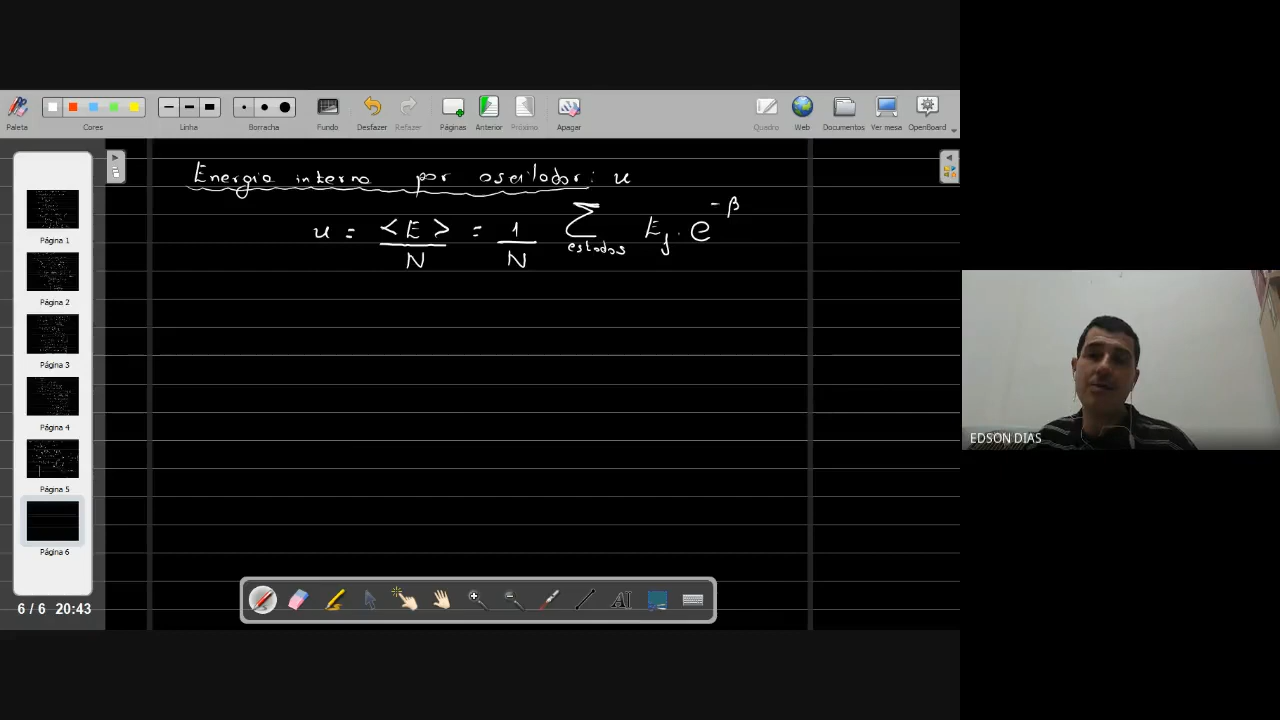 Paleta Cores Linha Borracha Fundo Desfazer Refazer Páginas Anterior Próxima Apagar Quadro Web Documentos Ver mesa OpenBoard
Energia interna por oscilador: u
u = <E> / N = 1 / N Σ estados Ej . e^-β
Página 1
Página 2
Página 3
Página 4
Página 5
Página 6
6 / 6 20:43
AI
EDSON DIAS